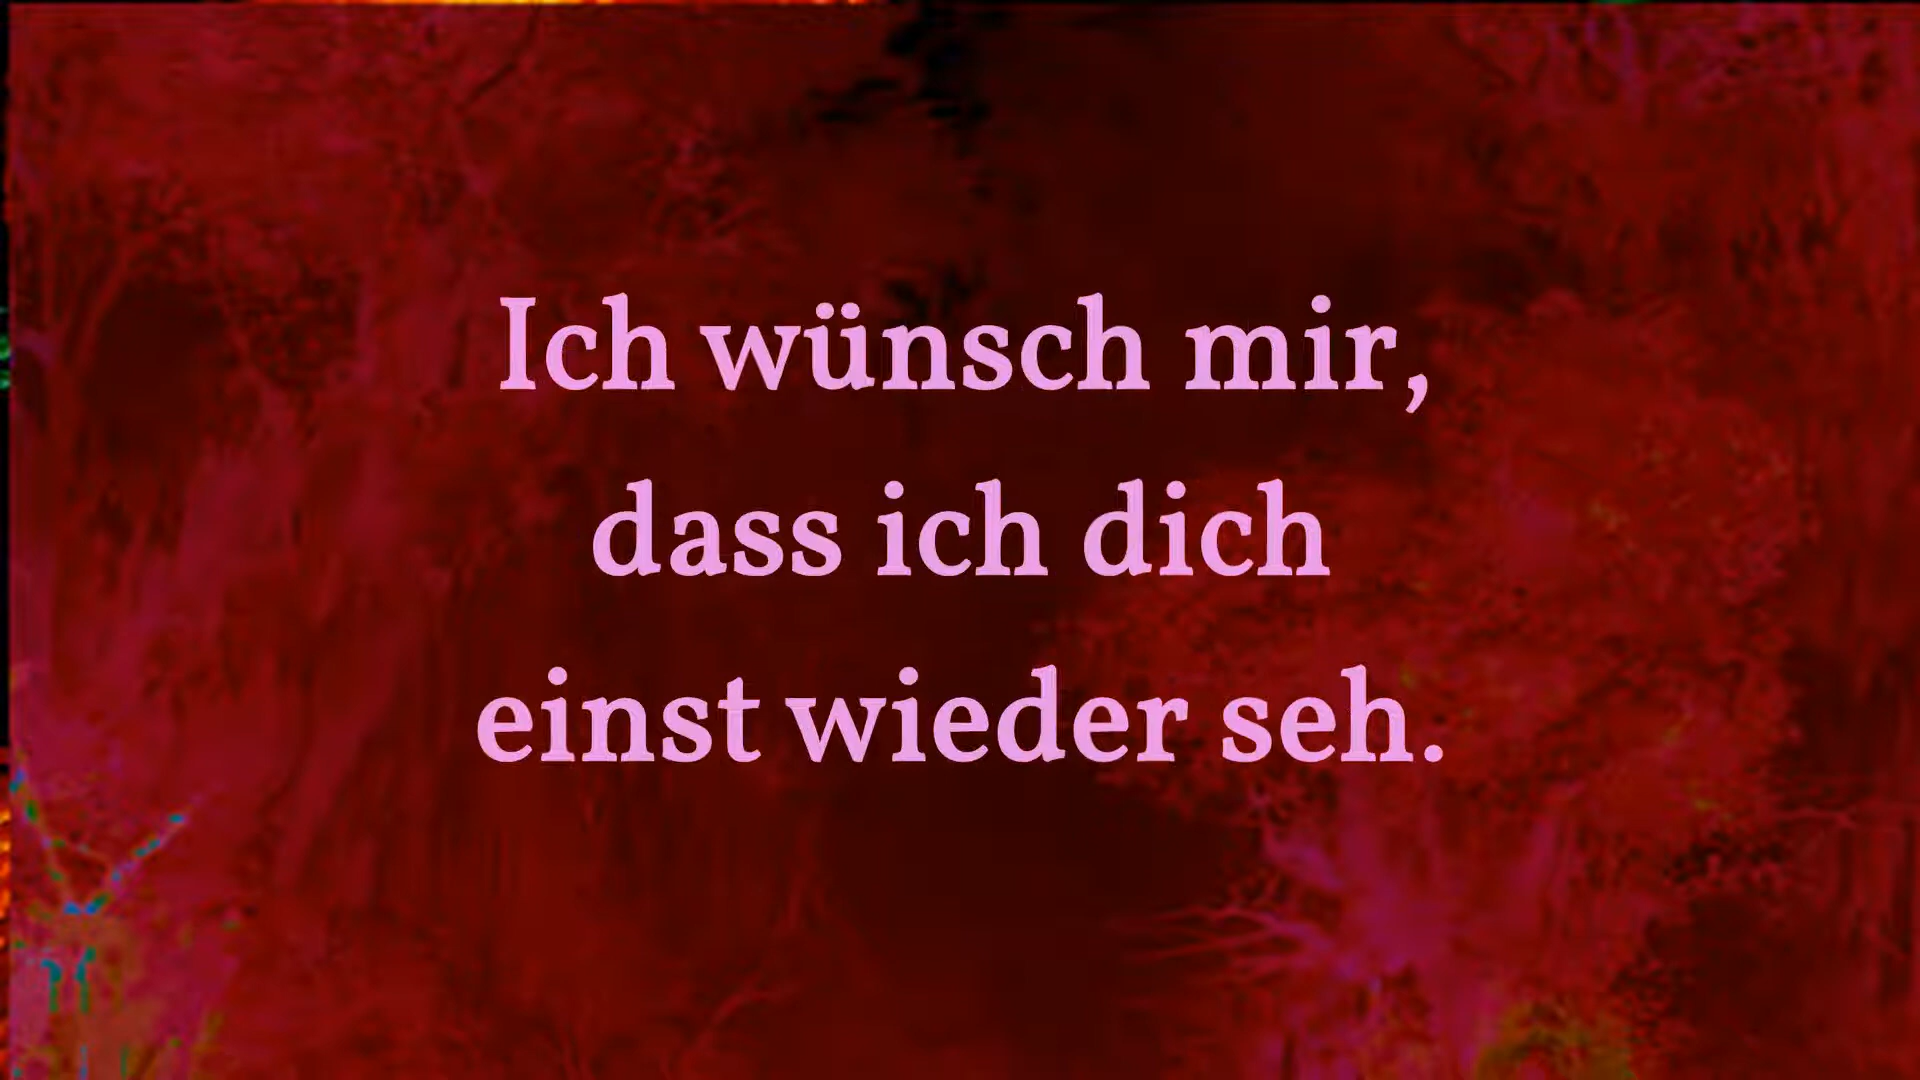 Ich wünsch mir,
dass ich dich
einst wieder seh.